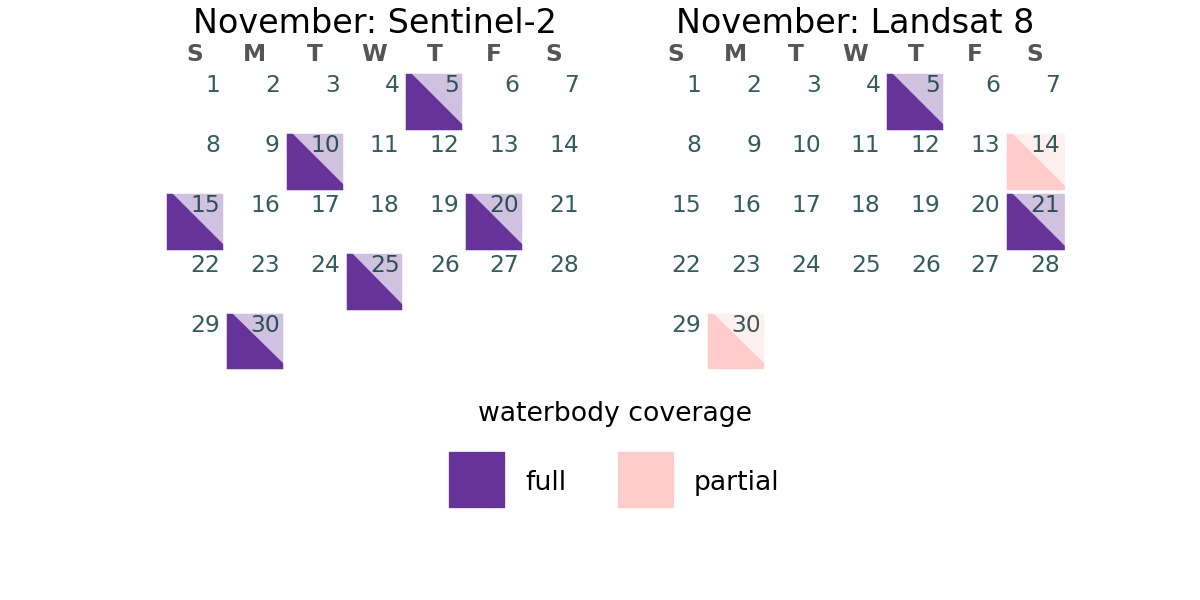 November: Sentinel-2
S M T W T F S
1 2 3 4 5 6 7
8 9 10 11 12 13 14
15 16 17 18 19 20 21
22 23 24 25 26 27 28
29 30
November: Landsat 8
S M T W T F S
1 2 3 4 5 6 7
8 9 10 11 12 13 14
15 16 17 18 19 20 21
22 23 24 25 26 27 28
29 30
waterbody coverage
full
partial